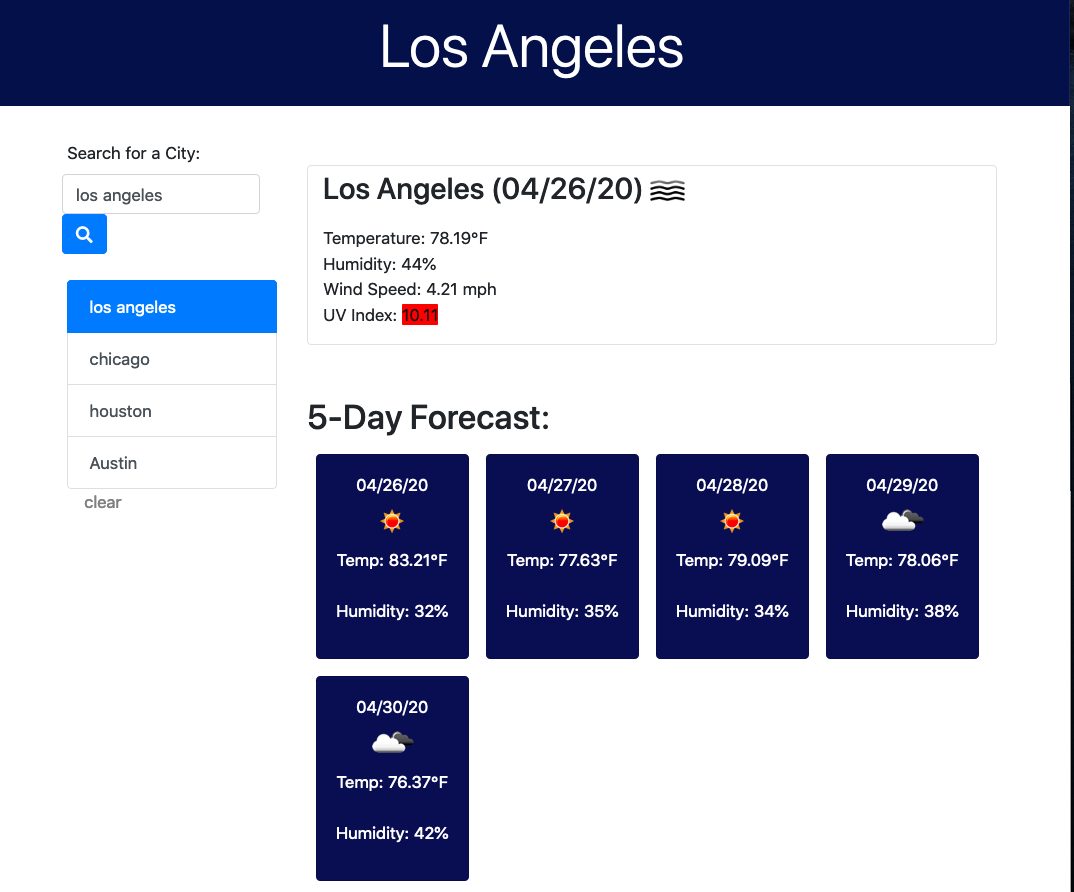 Los Angeles
Search for a City:
los angeles
los angeles
chicago
houston
Austin
clear
Los Angeles (04/26/20)
Temperature: 78.19°F
Humidity: 44%
Wind Speed: 4.21 mph
UV Index: 10.11
5-Day Forecast:
04/26/20
Temp: 83.21°F
Humidity: 32%
04/27/20
Temp: 77.63°F
Humidity: 35%
04/28/20
Temp: 79.09°F
Humidity: 34%
04/29/20
Temp: 78.06°F
Humidity: 38%
04/30/20
Temp: 76.37°F
Humidity: 42%